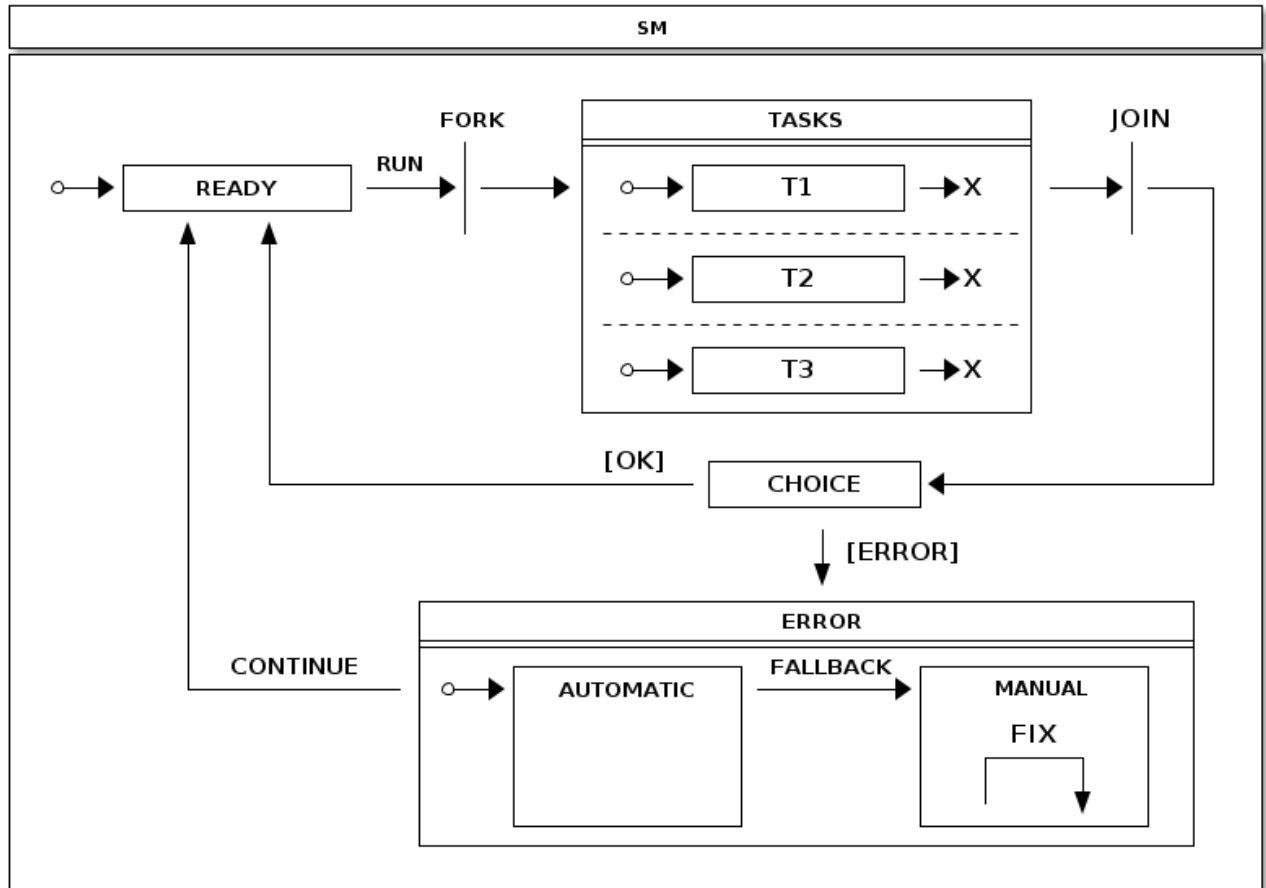 SM
FORK
TASKS
JOIN
RUN
READY
T1
X
T2
X
T3
X
[OK]
CHOICE
[ERROR]
ERROR
CONTINUE
FALLBACK
AUTOMATIC
MANUAL
FIX